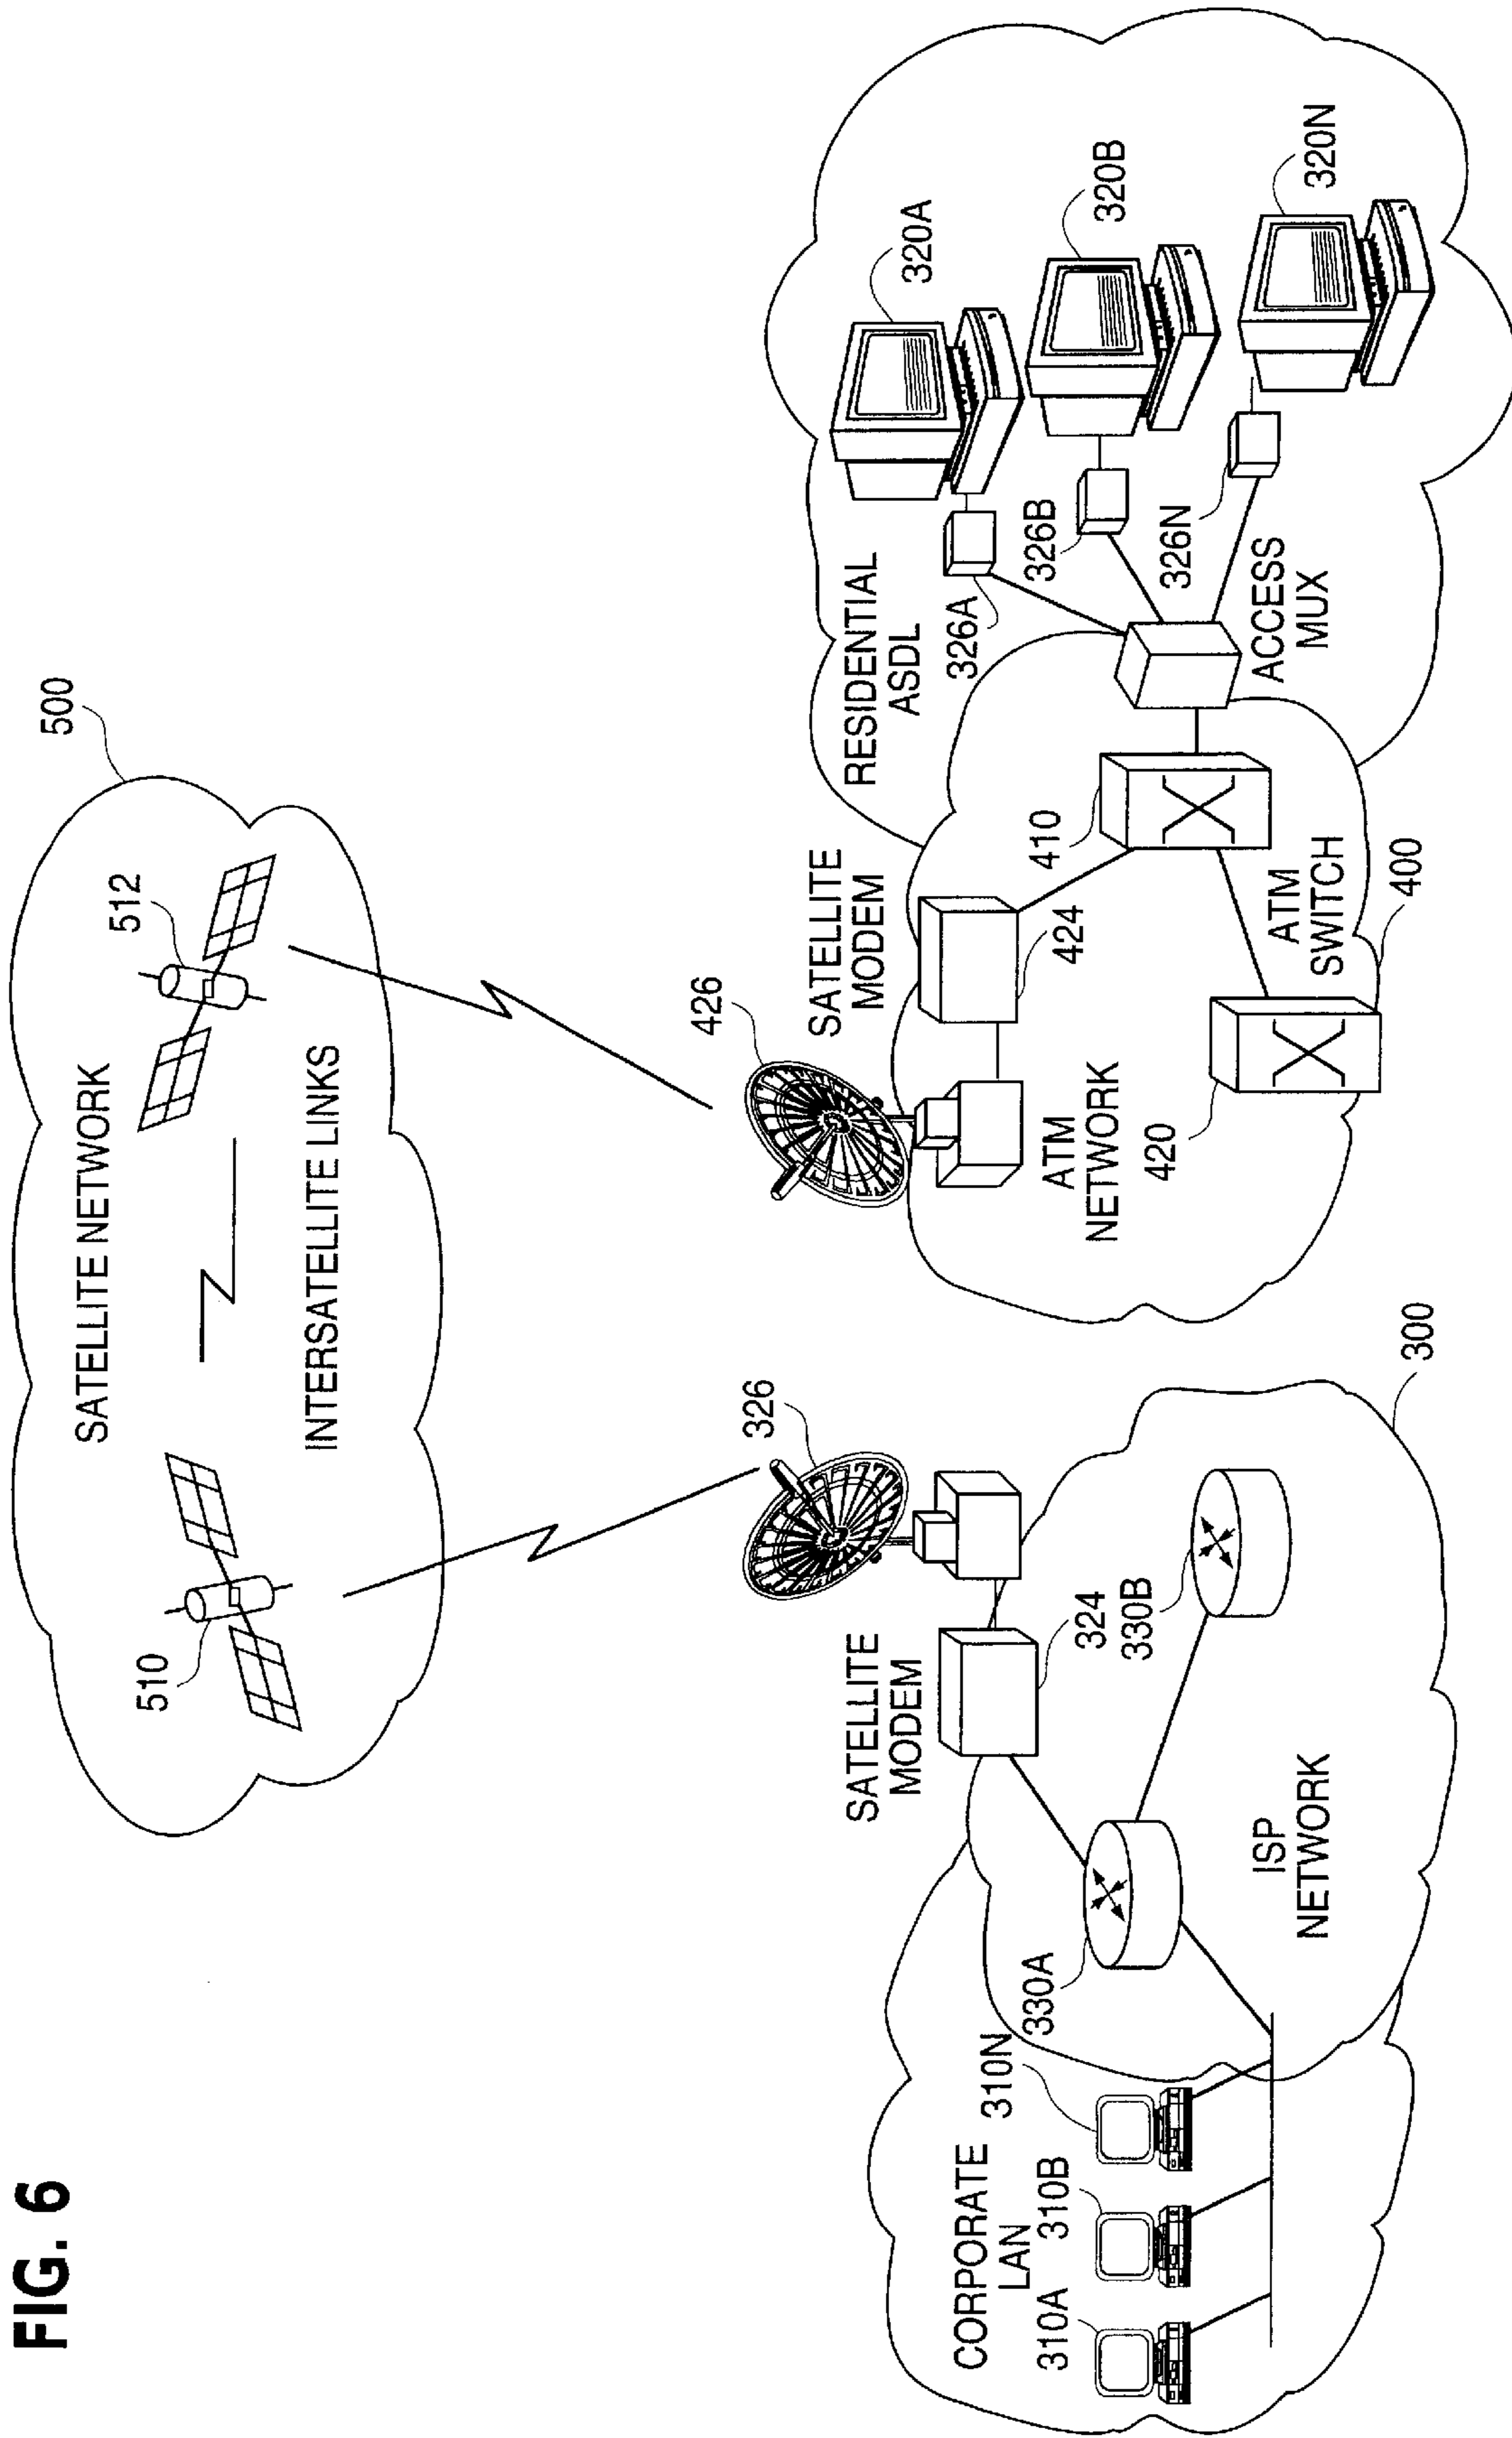 FIG. 6
500
SATELLITE NETWORK
510
512
INTERSATELLITE LINKS
326
426
SATELLITE
MODEM
324
SATELLITE
MODEM
424
CORPORATE
LAN
310A
310B
310N
330A
330B
ISP
NETWORK
300
ATM
NETWORK
420
410
ATM
SWITCH
400
RESIDENTIAL
ASDL
326A
326B
326N
ACCESS
MUX
320A
320B
320N